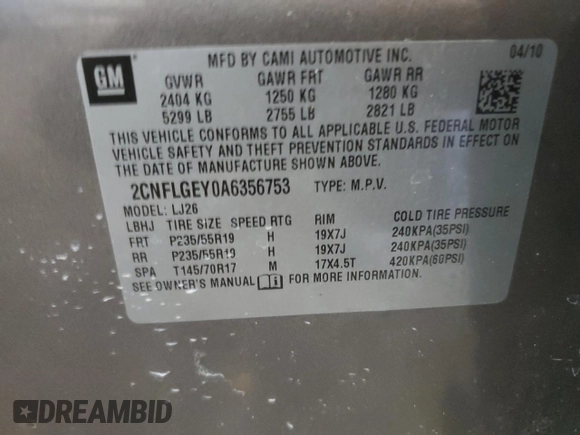 GM
MFD BY CAMI AUTOMOTIVE INC. 04/10
GVWR GAWR FRT GAWR RR
2404 KG 1250 KG 1280 KG
5299 LB 2755 LB 2821 LB
THIS VEHICLE CONFORMS TO ALL APPLICABLE U.S. FEDERAL MOTOR
VEHICLE SAFETY AND THEFT PREVENTION STANDARDS IN EFFECT ON
THE DATE OF MANUFACTURE SHOWN ABOVE.
2CNFLGEY0A6356753 TYPE: M.P.V.
MODEL: LJ26
LBHJ TIRE SIZE SPEED RTG RIM COLD TIRE PRESSURE
FRT P235/55R19 H 19X7J 240KPA(35PSI)
RR P235/55R19 H 19X7J 240KPA(35PSI)
SPA T145/70R17 M 17X4.5T 420KPA(60PSI)
SEE OWNER'S MANUAL FOR MORE INFORMATION.
DREAMBID